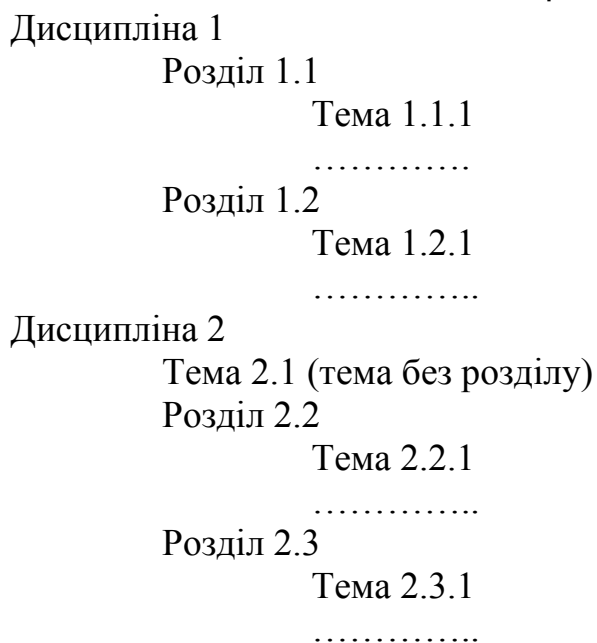 Дисципліна 1
Розділ 1.1
Тема 1.1.1
………….
Розділ 1.2
Тема 1.2.1
…………..
Дисципліна 2
Тема 2.1 (тема без розділу)
Розділ 2.2
Тема 2.2.1
…………..
Розділ 2.3
Тема 2.3.1
…………..